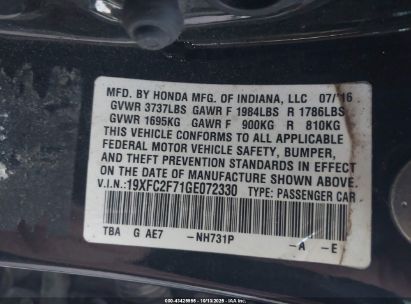 MFD. BY HONDA MFG. OF INDIANA, LLC 07/16
GVWR 3737LBS GAWR F 1984LBS R 1786LBS
GVWR 1695KG GAWR F 900KG R 810KG
THIS VEHICLE CONFORMS TO ALL APPLICABLE
FEDERAL MOTOR VEHICLE SAFETY, BUMPER,
AND THEFT PREVENTION STANDARDS IN EFFECT
ON THE DATE OF MANUFACTURE SHOWN ABOVE.
V.I.N. 19XFC2F71GE072330 TYPE: PASSENGER CAR
TBA G AE7 -NH731P -A -E